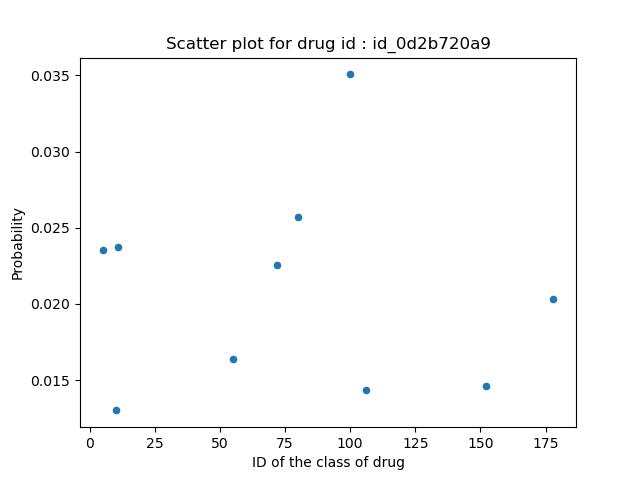 Scatter plot for drug id : id_0d2b720a9
0.035
0.030
0.025
0.020
0.015
Probability
0 25 50 75 100 125 150 175
ID of the class of drug